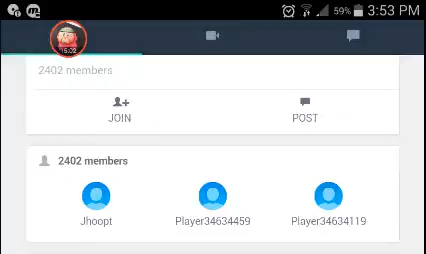 59% 3:53 PM
15:02
2402 members
JOIN POST
2402 members
Jhoopt Player34634459 Player34634119